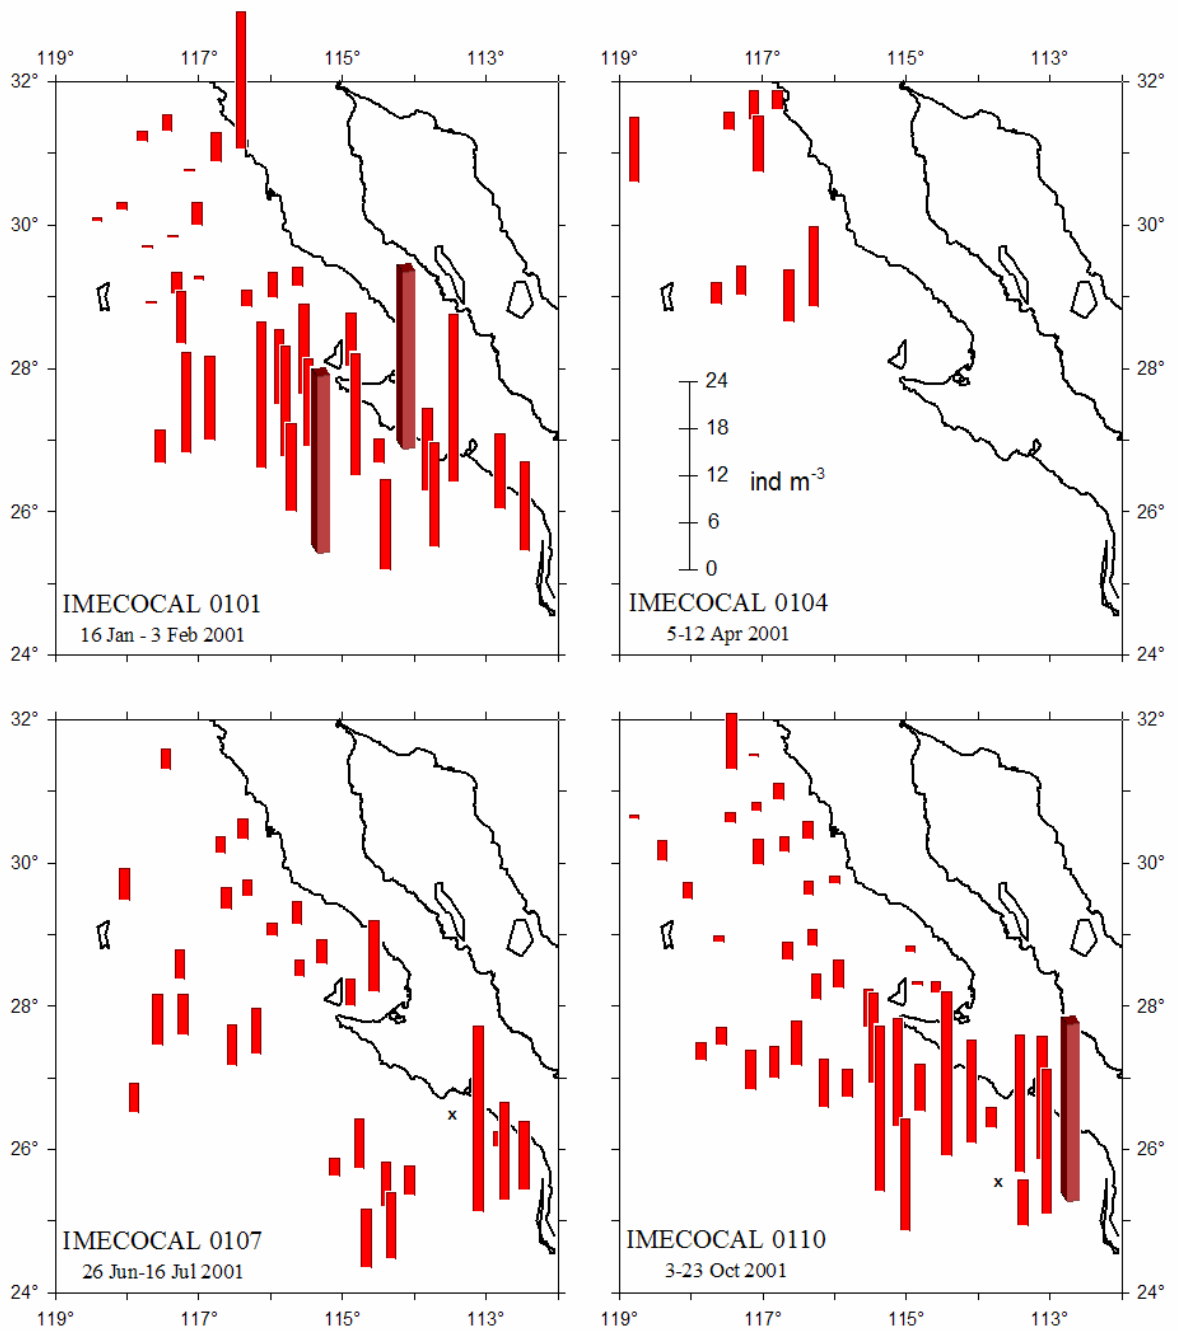 119° 117° 115° 113° 119° 117° 115° 113°
32° 32°
30° 30°
28° 28°
24
18
12 ind m-3
6
0
26° 26°
IMECOCAL 0101 IMECOCAL 0104
16 Jan - 3 Feb 2001 5-12 Apr 2001
24° 24°
32° 32°
30° 30°
28° 28°
x
26° 26°
x
IMECOCAL 0107 IMECOCAL 0110
26 Jun-16 Jul 2001 3-23 Oct 2001
24° 24°
119° 117° 115° 113° 119° 117° 115° 113°